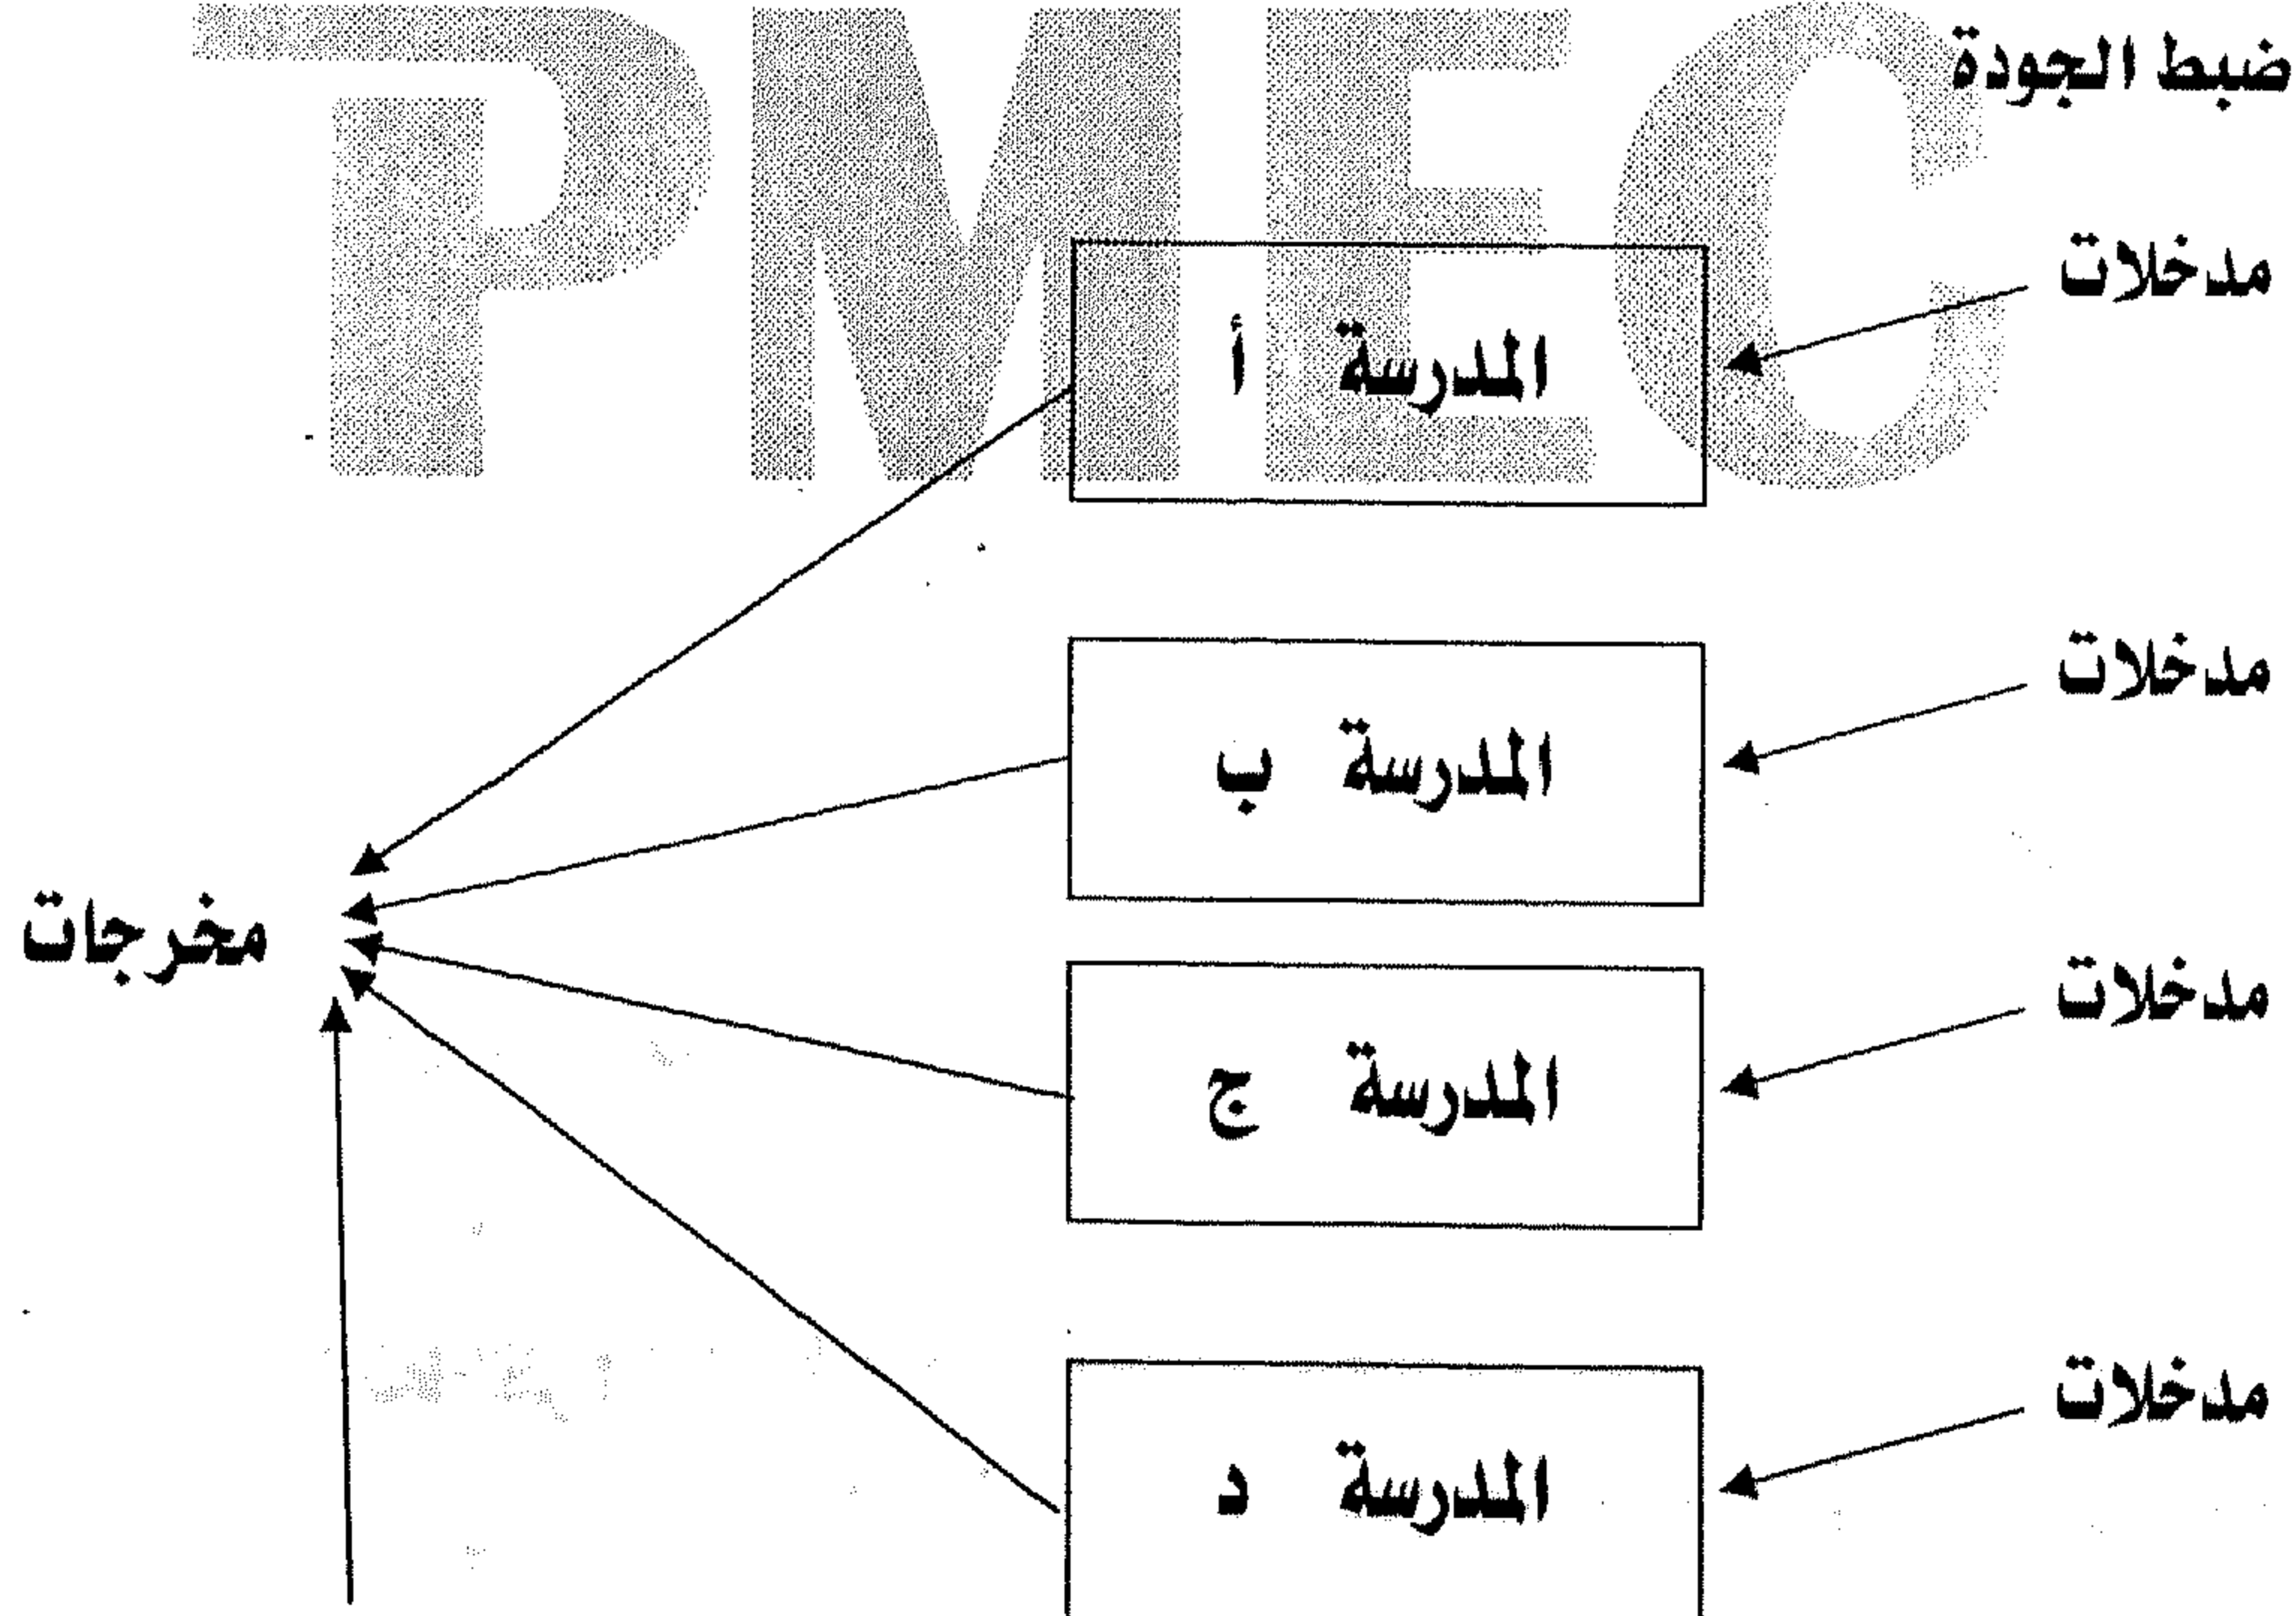 PMEC
ضبط الجودة
مدخلات
المدرسة أ
مدخلات
المدرسة ب
مخرجات
مدخلات
المدرسة ج
مدخلات
المدرسة د